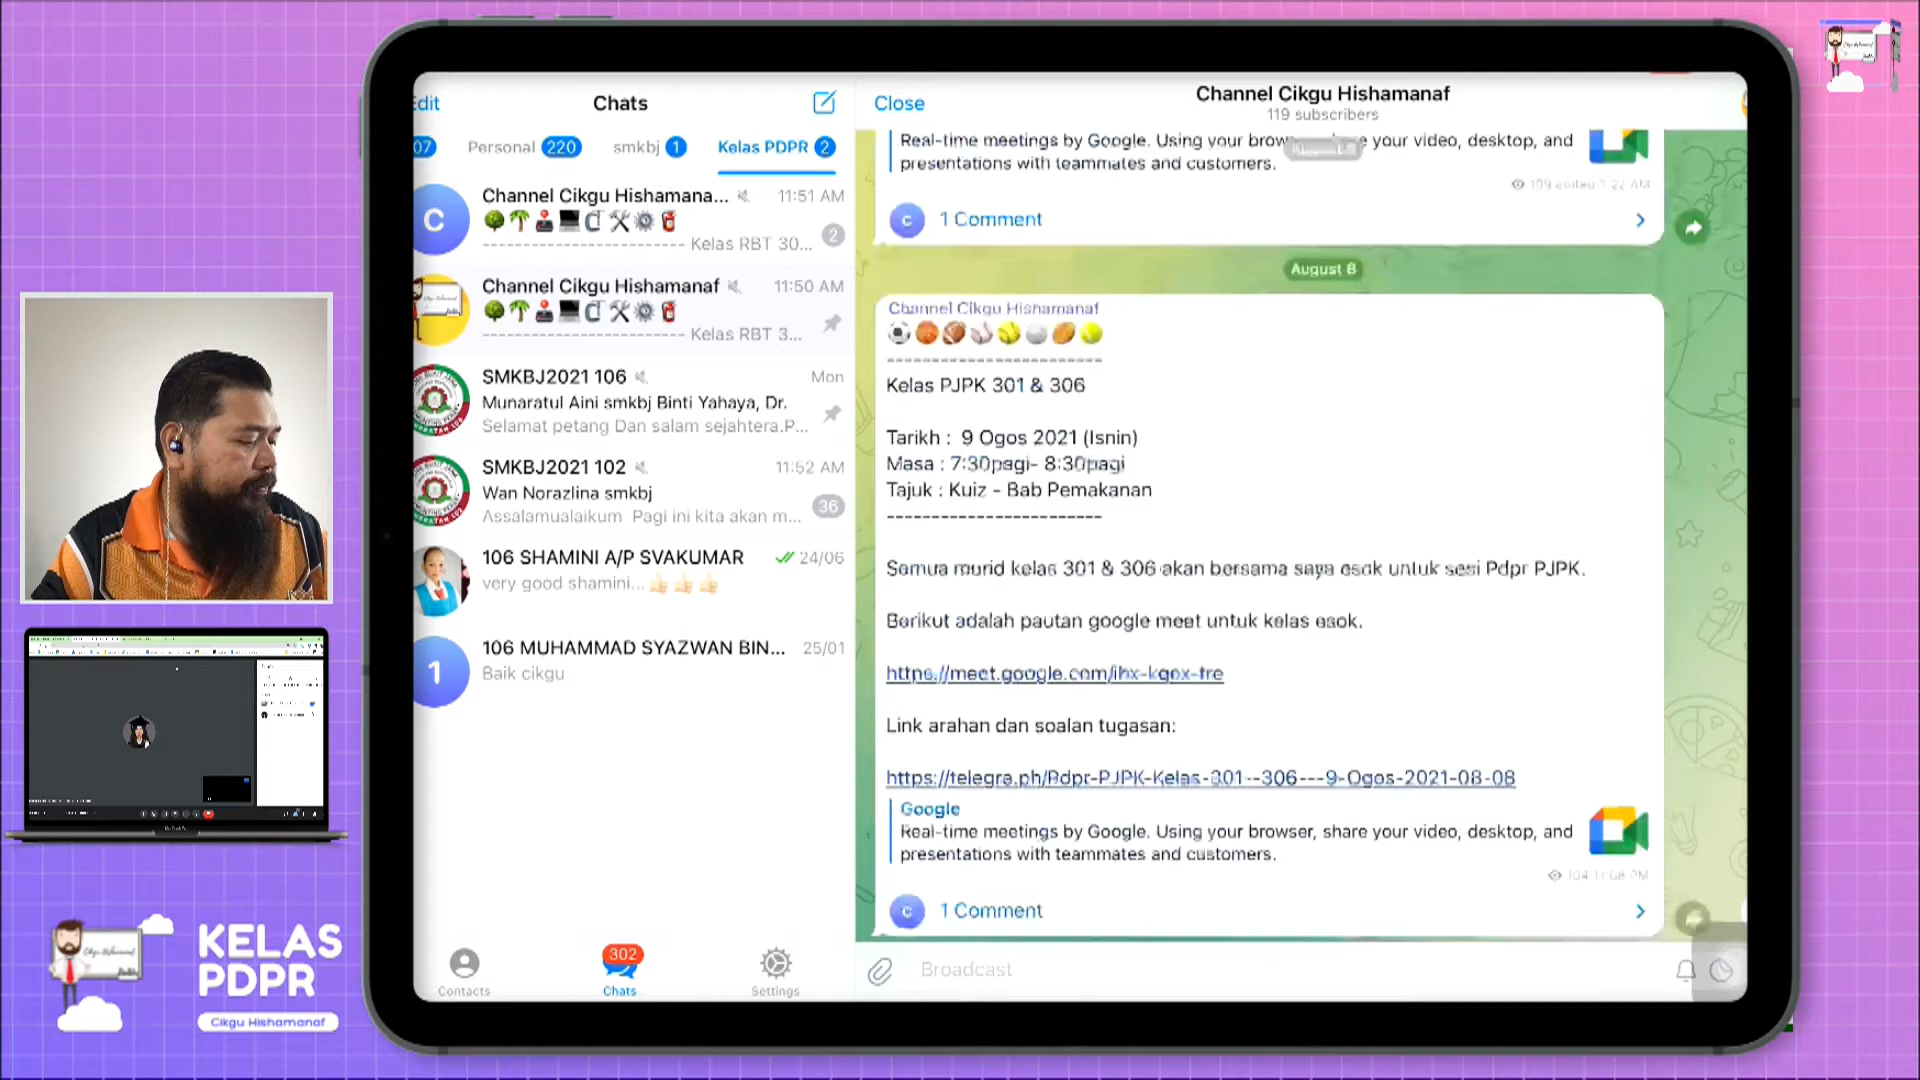 Edit
Chats
07
Personal 220
smkbj 1
Kelas PDPR 2
C
Channel Cikgu Hishamana...
11:51 AM
------------------------ Kelas RBT 30...
2
Channel Cikgu Hishamanaf
11:50 AM
------------------------ Kelas RBT 3...
SMKBJ2021 106
Mon
Munaratul Aini smkbj Binti Yahaya, Dr.
Selamat petang Dan salam sejahtera.P...
SMKBJ2021 102
11:52 AM
Wan Norazlina smkbj
Assalamualaikum Pagi ini kita akan m...
36
106 SHAMINI A/P SVAKUMAR
24/06
very good shamini...👍👍👍
1
106 MUHAMMAD SYAZWAN BIN...
25/01
Baik cikgu
Contacts
302
Chats
Settings
Close
Channel Cikgu Hishamanaf
119 subscribers
Real-time meetings by Google. Using your video, desktop, and
presentations with teammates and customers.
C
1 Comment
August 8
Channel Cikgu Hishamanaf
------------------------
Kelas PJPK 301 & 306
Tarikh : 9 Ogos 2021 (Isnin)
Masa : 7:30pagi- 8:30pagi
Tajuk : Kuiz - Bab Pemakanan
------------------------
Semua murid kelas 301 & 306 akan bersama saya esok untuk sesi Pdpr PJPK.
Berikut adalah pautan google meet untuk kelas esok.
https://meet.google.com/
Link arahan dan soalan tugasan:
https://telegra.ph/Pdpr-PJPK-Kelas-301--306---9-Ogos-2021-08-08
Google
Real-time meetings by Google. Using your browser, share your video, desktop, and
presentations with teammates and customers.
104 11:08 PM
C
1 Comment
Broadcast
KELAS
PDPR
Cikgu Hishamanaf